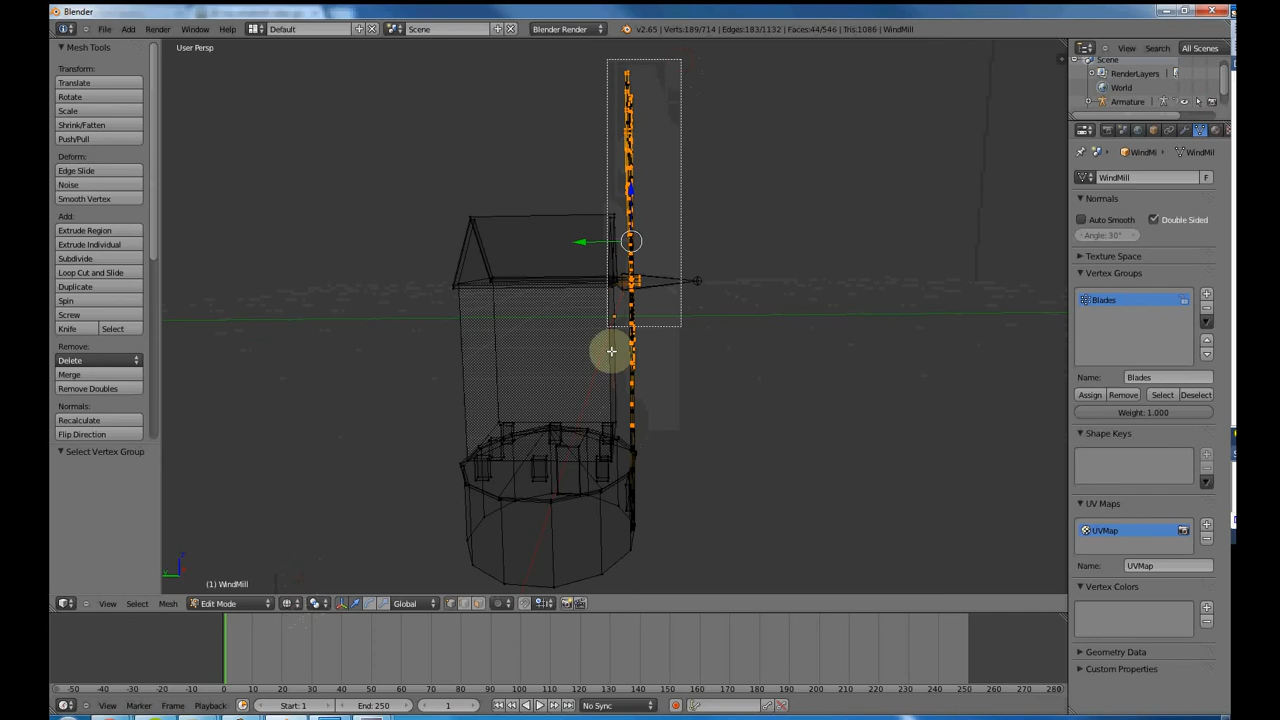 Blender
File Add Render Window Help Default Scene Blender Render v2.65 | Verts:189/714 | Edges:183/1132 | Faces:44/546 | Tris:1086 | WindMill
Mesh Tools
Transform:
Translate
Rotate
Scale
Shrink/Fatten
Push/Pull
Deform:
Edge Slide
Noise
Smooth Vertex
Add:
Extrude Region
Extrude Individual
Subdivide
Loop Cut and Slide
Duplicate
Spin
Screw
Knife Select
Remove:
Delete
Merge
Remove Doubles
Normals:
Recalculate
Flip Direction
Select Vertex Group
User Persp
z
y
(1) WindMill
View Select Mesh Edit Mode Global
-50 -40 -30 -20 -10 0 10 20 30 40 50 60 70 80 90 100 110 120 130 140 150 160 170 180 190 200 210 220 230 240 250 260 270 280
View Marker Frame Playback Start: 1 End: 250 1 No Sync
View Search All Scenes
Scene
RenderLayers
World
Armature
WindMi WindMil
WindMill F
Normals
Auto Smooth Double Sided
Angle: 30°
Texture Space
Vertex Groups
Blades
Name: Blades
Assign Remove Select Deselect
Weight: 1.000
Shape Keys
UV Maps
UVMap
Name: UVMap
Vertex Colors
Geometry Data
Custom Properties